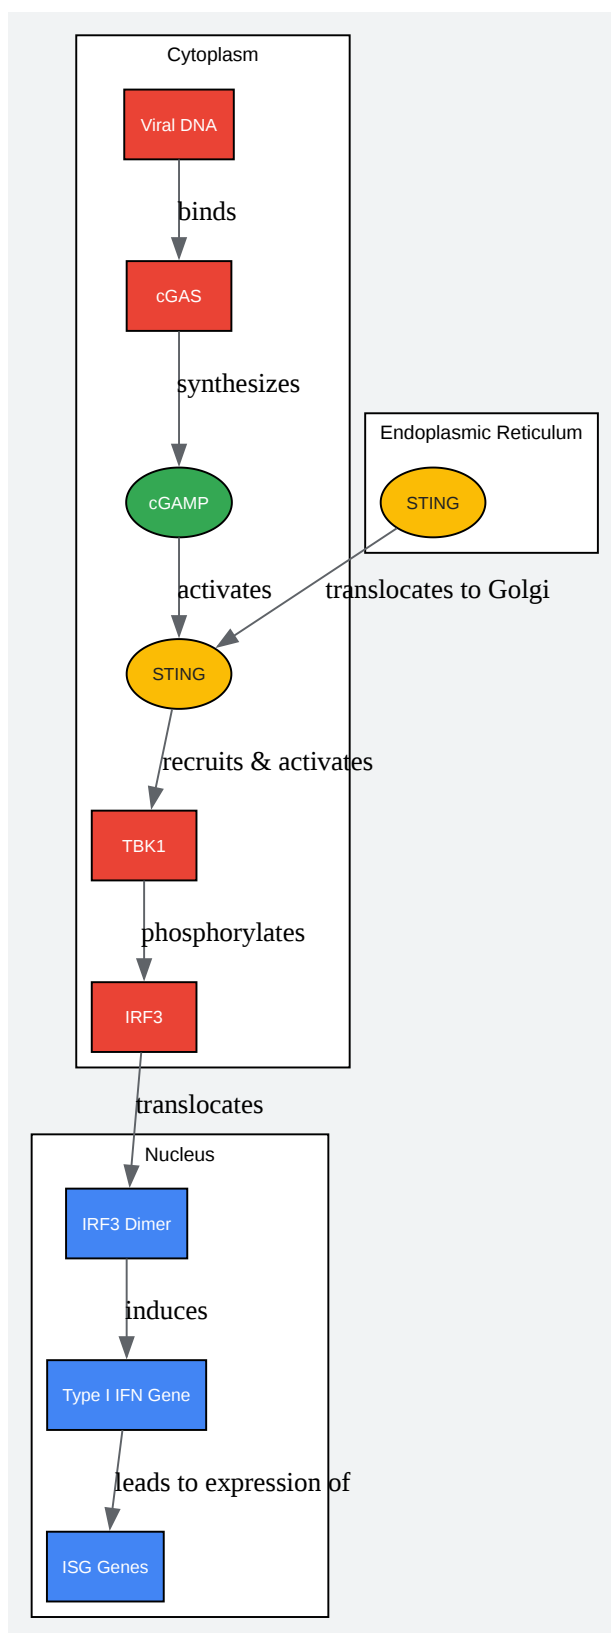 Cytoplasm
Viral DNA
binds
cGAS
synthesizes
Endoplasmic Reticulum
cGAMP
STING
activates
translocates to Golgi
STING
recruits & activates
TBK1
phosphorylates
IRF3
translocates
Nucleus
IRF3 Dimer
induces
Type I IFN Gene
leads to expression of
ISG Genes